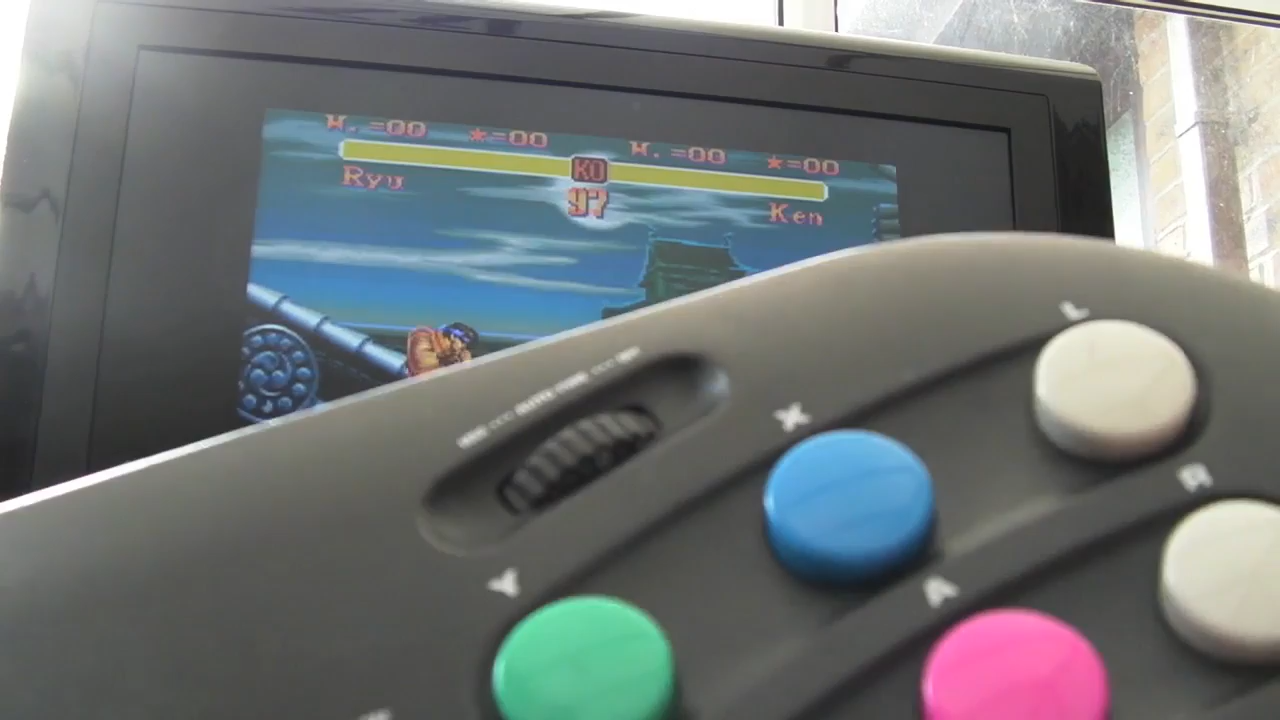 W. =00 ★=00 W. =00 ★=00
KO
Ryu 97 Ken
L
X
R
Y
A